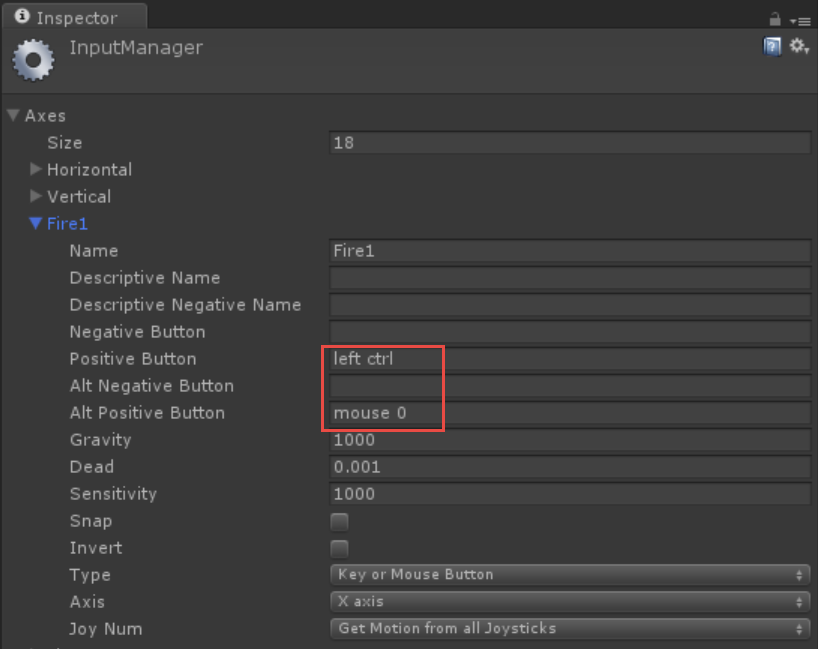 Inspector
InputManager
Axes
Size 18
Horizontal
Vertical
Fire1
Name Fire1
Descriptive Name
Descriptive Negative Name
Negative Button
Positive Button left ctrl
Alt Negative Button
Alt Positive Button mouse 0
Gravity 1000
Dead 0.001
Sensitivity 1000
Snap
Invert
Type Key or Mouse Button
Axis X axis
Joy Num Get Motion from all Joysticks